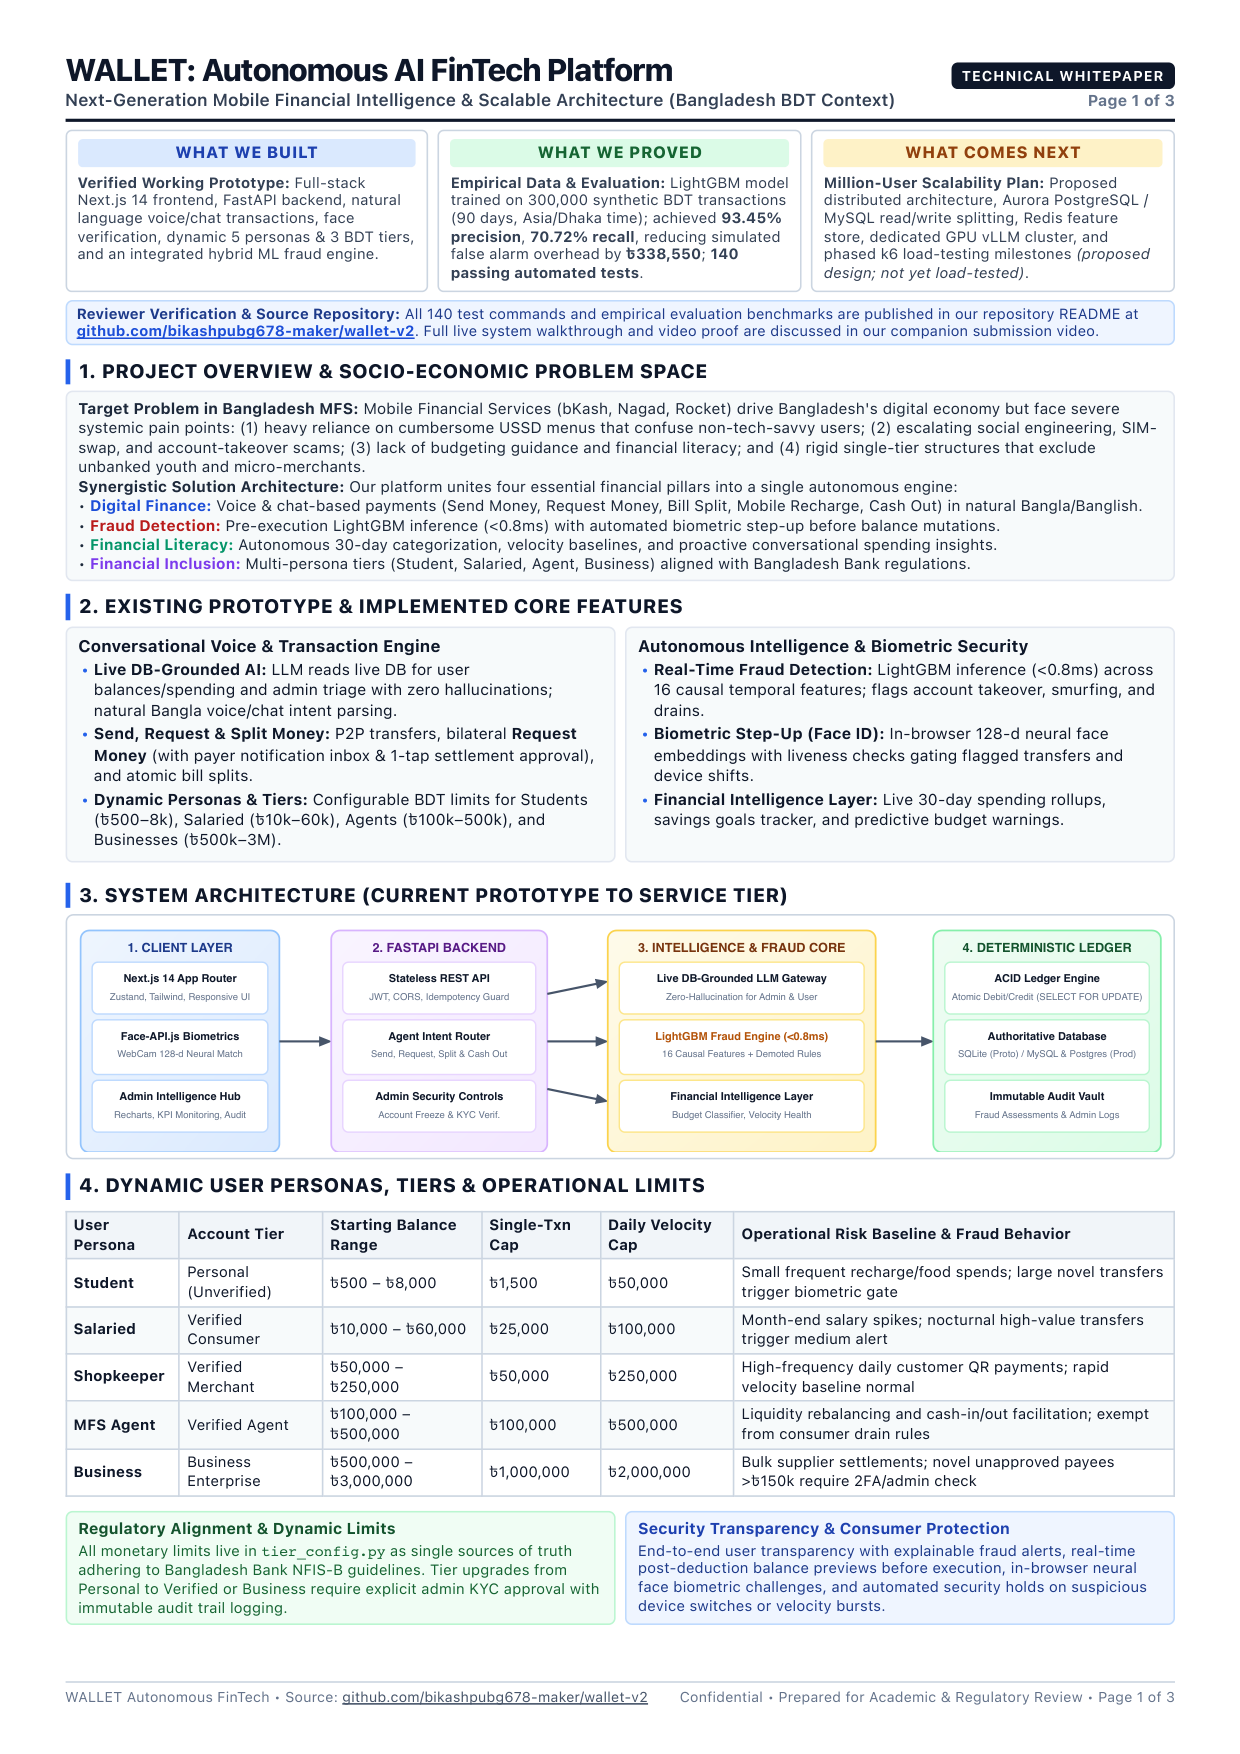 WALLET: Autonomous AI FinTech Platform
TECHNICAL WHITEPAPER
Next-Generation Mobile Financial Intelligence & Scalable Architecture (Bangladesh BDT Context)
Page 1 of 3
WHAT WE BUILT
Verified Working Prototype: Full-stack
Next.js 14 frontend, FastAPI backend, natural
language voice/chat transactions, face
verification, dynamic 5 personas & 3 BDT tiers,
and an integrated hybrid ML fraud engine.
WHAT WE PROVED
Empirical Data & Evaluation: LightGBM model
trained on 300,000 synthetic BDT transactions
(90 days, Asia/Dhaka time); achieved 93.45%
precision, 70.72% recall, reducing simulated
false alarm overhead by ৳338,550; 140
passing automated tests.
WHAT COMES NEXT
Million-User Scalability Plan: Proposed
distributed architecture, Aurora PostgreSQL /
MySQL read/write splitting, Redis feature
store, dedicated GPU vLLM cluster, and
phased k6 load-testing milestones (proposed
design; not yet load-tested).
Reviewer Verification & Source Repository: All 140 test commands and empirical evaluation benchmarks are published in our repository README at
github.com/bikashpubg678-maker/wallet-v2. Full live system walkthrough and video proof are discussed in our companion submission video.
1. PROJECT OVERVIEW & SOCIO-ECONOMIC PROBLEM SPACE
Target Problem in Bangladesh MFS: Mobile Financial Services (bKash, Nagad, Rocket) drive Bangladesh's digital economy but face severe
systemic pain points: (1) heavy reliance on cumbersome USSD menus that confuse non-tech-savvy users; (2) escalating social engineering, SIM-
swap, and account-takeover scams; (3) lack of budgeting guidance and financial literacy; and (4) rigid single-tier structures that exclude
unbanked youth and micro-merchants.
Synergistic Solution Architecture: Our platform unites four essential financial pillars into a single autonomous engine:
• Digital Finance: Voice & chat-based payments (Send Money, Request Money, Bill Split, Mobile Recharge, Cash Out) in natural Bangla/Banglish.
• Fraud Detection: Pre-execution LightGBM inference (<0.8ms) with automated biometric step-up before balance mutations.
• Financial Literacy: Autonomous 30-day categorization, velocity baselines, and proactive conversational spending insights.
• Financial Inclusion: Multi-persona tiers (Student, Salaried, Agent, Business) aligned with Bangladesh Bank regulations.
2. EXISTING PROTOTYPE & IMPLEMENTED CORE FEATURES
Conversational Voice & Transaction Engine
• Live DB-Grounded AI: LLM reads live DB for user
balances/spending and admin triage with zero hallucinations;
natural Bangla voice/chat intent parsing.
• Send, Request & Split Money: P2P transfers, bilateral Request
Money (with payer notification inbox & 1-tap settlement approval),
and atomic bill splits.
• Dynamic Personas & Tiers: Configurable BDT limits for Students
(৳500–8k), Salaried (৳10k–60k), Agents (৳100k–500k), and
Businesses (৳500k–3M).
Autonomous Intelligence & Biometric Security
• Real-Time Fraud Detection: LightGBM inference (<0.8ms) across
16 causal temporal features; flags account takeover, smurfing, and
drains.
• Biometric Step-Up (Face ID): In-browser 128-d neural face
embeddings with liveness checks gating flagged transfers and
device shifts.
• Financial Intelligence Layer: Live 30-day spending rollups,
savings goals tracker, and predictive budget warnings.
3. SYSTEM ARCHITECTURE (CURRENT PROTOTYPE TO SERVICE TIER)
1. CLIENT LAYER
Next.js 14 App Router
Zustand, Tailwind, Responsive UI
Face-API.js Biometrics
WebCam 128-d Neural Match
Admin Intelligence Hub
Recharts, KPI Monitoring, Audit
2. FASTAPI BACKEND
Stateless REST API
JWT, CORS, Idempotency Guard
Agent Intent Router
Send, Request, Split & Cash Out
Admin Security Controls
Account Freeze & KYC Verif.
3. INTELLIGENCE & FRAUD CORE
Live DB-Grounded LLM Gateway
Zero-Hallucination for Admin & User
LightGBM Fraud Engine (<0.8ms)
16 Causal Features + Demoted Rules
Financial Intelligence Layer
Budget Classifier, Velocity Health
4. DETERMINISTIC LEDGER
ACID Ledger Engine
Atomic Debit/Credit (SELECT FOR UPDATE)
Authoritative Database
SQLite (Proto) / MySQL & Postgres (Prod)
Immutable Audit Vault
Fraud Assessments & Admin Logs
4. DYNAMIC USER PERSONAS, TIERS & OPERATIONAL LIMITS
User
Persona
Account Tier
Starting Balance
Range
Single-Txn
Cap
Daily Velocity
Cap
Operational Risk Baseline & Fraud Behavior
Student
Personal
(Unverified)
৳500 – ৳8,000
৳1,500
৳50,000
Small frequent recharge/food spends; large novel transfers
trigger biometric gate
Salaried
Verified
Consumer
৳10,000 – ৳60,000
৳25,000
৳100,000
Month-end salary spikes; nocturnal high-value transfers
trigger medium alert
Shopkeeper
Verified
Merchant
৳50,000 –
৳250,000
৳50,000
৳250,000
High-frequency daily customer QR payments; rapid
velocity baseline normal
MFS Agent
Verified Agent
৳100,000 –
৳500,000
৳100,000
৳500,000
Liquidity rebalancing and cash-in/out facilitation; exempt
from consumer drain rules
Business
Business
Enterprise
৳500,000 –
৳3,000,000
৳1,000,000
৳2,000,000
Bulk supplier settlements; novel unapproved payees
>৳150k require 2FA/admin check
Regulatory Alignment & Dynamic Limits
All monetary limits live in tier_config.py as single sources of truth
adhering to Bangladesh Bank NFIS-B guidelines. Tier upgrades from
Personal to Verified or Business require explicit admin KYC approval with
immutable audit trail logging.
Security Transparency & Consumer Protection
End-to-end user transparency with explainable fraud alerts, real-time
post-deduction balance previews before execution, in-browser neural
face biometric challenges, and automated security holds on suspicious
device switches or velocity bursts.
WALLET Autonomous FinTech • Source: github.com/bikashpubg678-maker/wallet-v2
Confidential • Prepared for Academic & Regulatory Review • Page 1 of 3